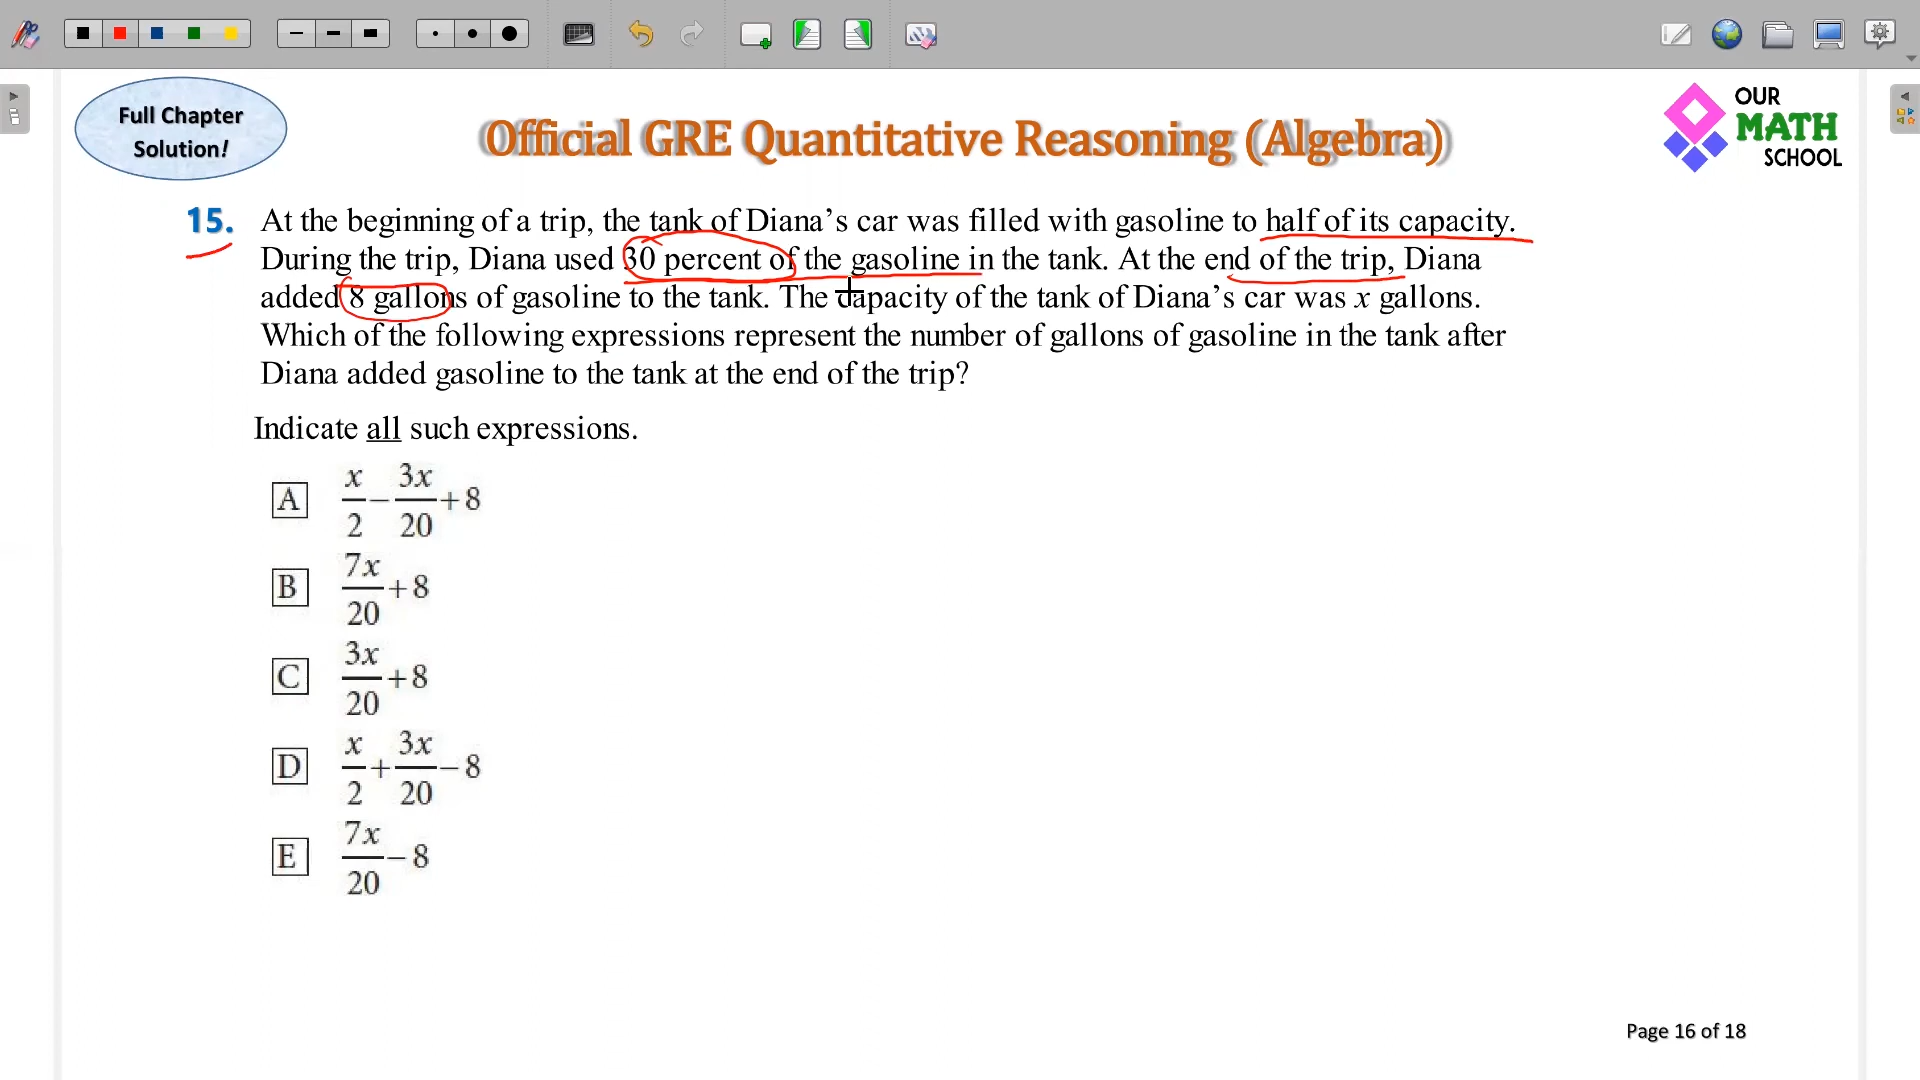 Full Chapter
Solution!
Official GRE Quantitative Reasoning (Algebra)
OUR
MATH
SCHOOL
15. At the beginning of a trip, the tank of Diana’s car was filled with gasoline to half of its capacity.
During the trip, Diana used 30 percent of the gasoline in the tank. At the end of the trip, Diana
added 8 gallons of gasoline to the tank. The capacity of the tank of Diana’s car was x gallons.
Which of the following expressions represent the number of gallons of gasoline in the tank after
Diana added gasoline to the tank at the end of the trip?
Indicate all such expressions.
A x/2 − 3x/20 + 8
B 7x/20 + 8
C 3x/20 + 8
D x/2 + 3x/20 − 8
E 7x/20 − 8
Page 16 of 18